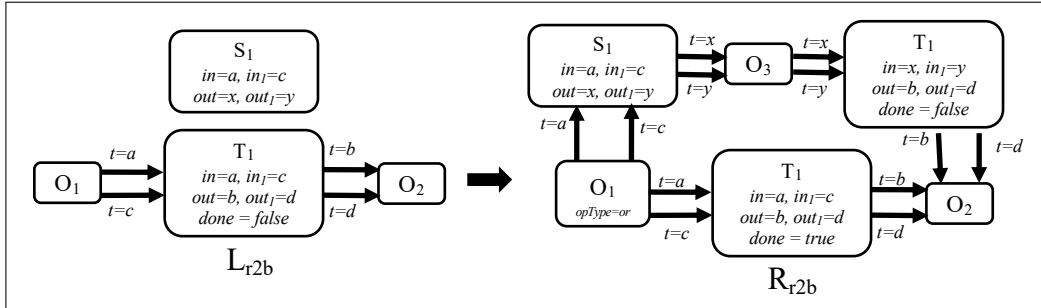 S1
in=a, in1=c
out=x, out1=y
O1
t=a
t=c
T1
in=a, in1=c
out=b, out1=d
done = false
t=b
t=d
O2
Lr2b
S1
in=a, in1=c
out=x, out1=y
t=x
t=y
O3
t=x
t=y
T1
in=x, in1=y
out=b, out1=d
done = false
t=a
t=c
t=b
t=d
O1
opType=or
t=a
t=c
T1
in=a, in1=c
out=b, out1=d
done = true
t=b
t=d
O2
Rr2b